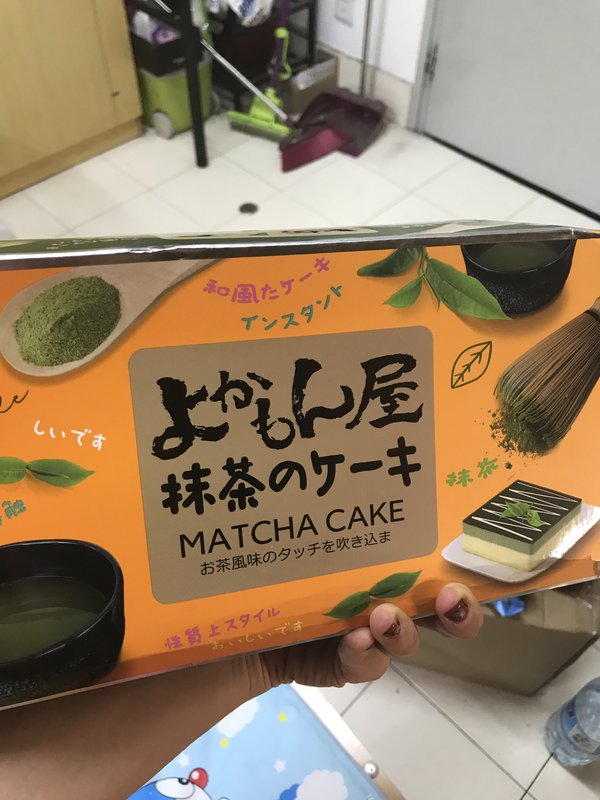 和風たケーキ
インスタント
しいです
よかもん屋
抹茶のケーキ
MATCHA CAKE
お茶風味のタッチを吹き込ま
抹茶
性質上スタイル
おいしいです